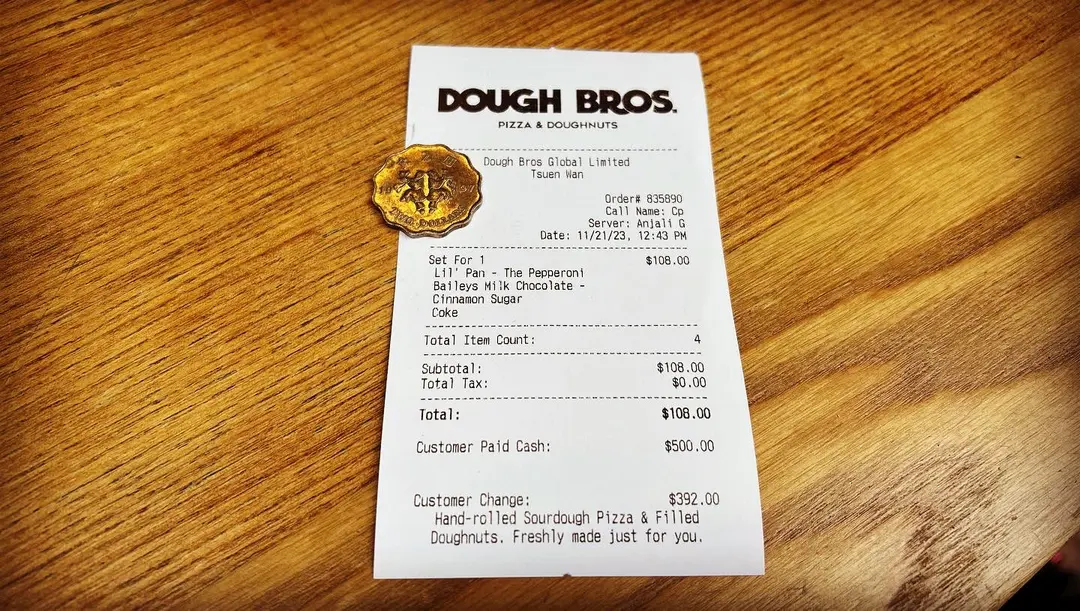 DOUGH BROS.
PIZZA & DOUGHNUTS
Dough Bros Global Limited
Tsuen Wan
Order# 835890
Call Name: Cp
Server: Anjali G
Date: 11/21/23, 12:43 PM
Set For 1 $108.00
Lil' Pan - The Pepperoni
Baileys Milk Chocolate -
Cinnamon Sugar
Coke
Total Item Count: 4
Subtotal: $108.00
Total Tax: $0.00
Total: $108.00
Customer Paid Cash: $500.00
Customer Change: $392.00
Hand-rolled Sourdough Pizza & Filled
Doughnuts. Freshly made just for you.
TWO DOLLARS